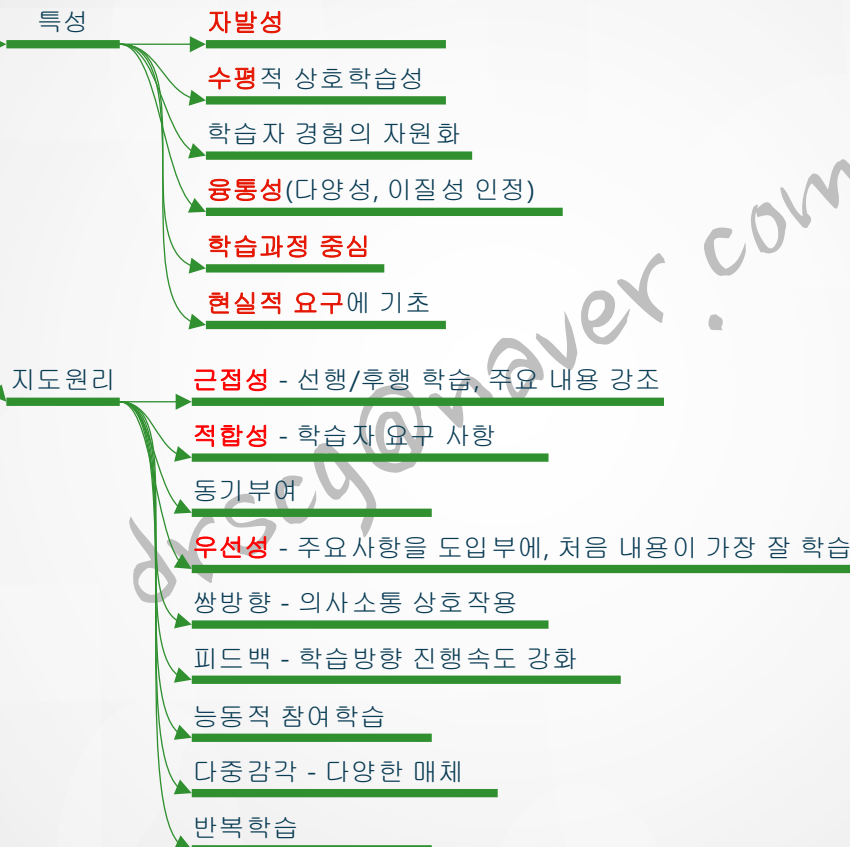 특성
자발성
수평적 상호학습성
학습자 경험의 자원화
융통성(다양성, 이질성 인정)
학습과정 중심
현실적 요구에 기초
지도원리
근접성 - 선행/후행 학습, 주요 내용 강조
적합성 - 학습자 요구 사항
동기부여
우선성 - 주요사항을 도입부에, 처음 내용이 가장 잘 학습
쌍방향 - 의사소통 상호작용
피드백 - 학습방향 진행속도 강화
능동적 참여학습
다중감각 - 다양한 매체
반복학습
drscg@naver.com